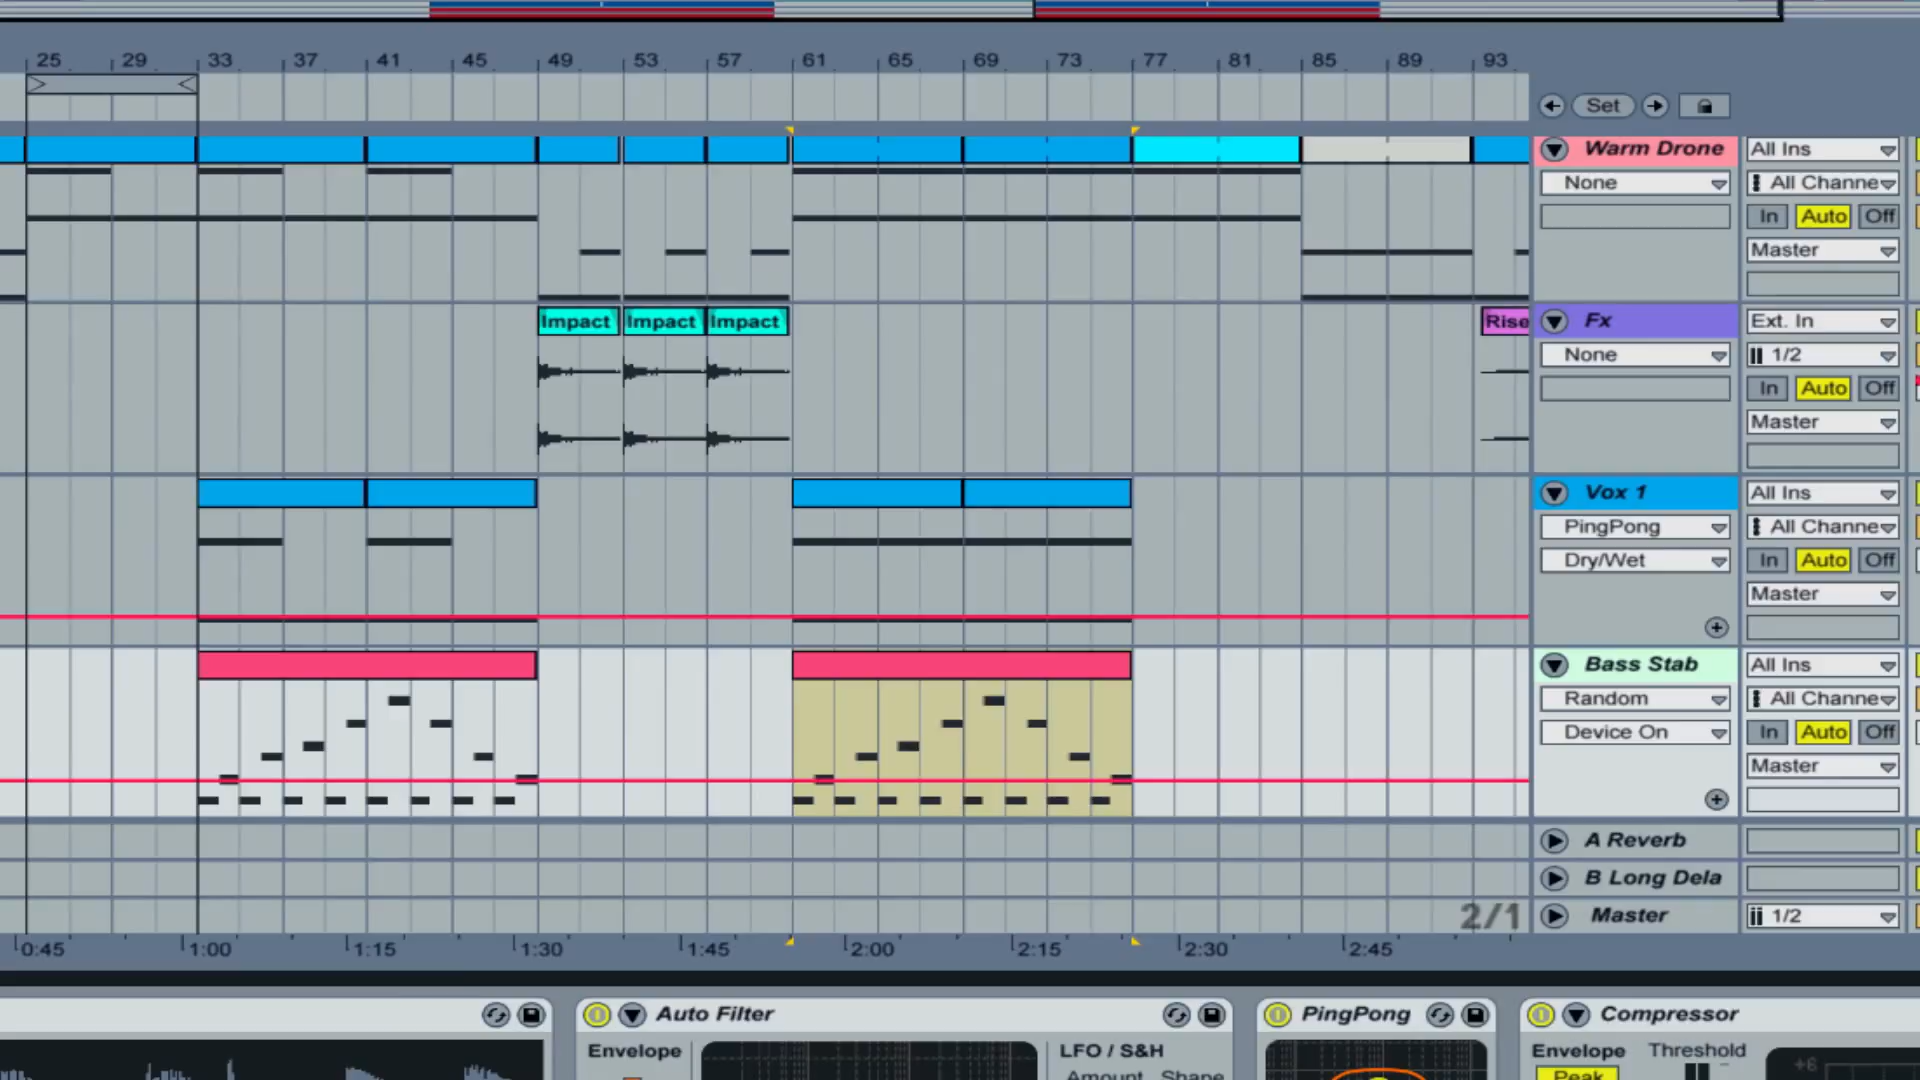 25 29 33 37 41 45 49 53 57 61 65 69 73 77 81 85 89 93
Set
Warm Drone All Ins
None All Channe
In Auto Off
Master
Impact Impact Impact Rise Fx Ext. In
None 1/2
In Auto Off
Master
Vox 1 All Ins
PingPong All Channe
Dry/Wet In Auto Off
Master
Bass Stab All Ins
Random All Channe
Device On In Auto Off
Master
A Reverb
B Long Dela
2/1 Master 1/2
0:45 1:00 1:15 1:30 1:45 2:00 2:15 2:30 2:45
Auto Filter PingPong Compressor
Envelope LFO / S&H Envelope Threshold
Amount Shape Peak +6